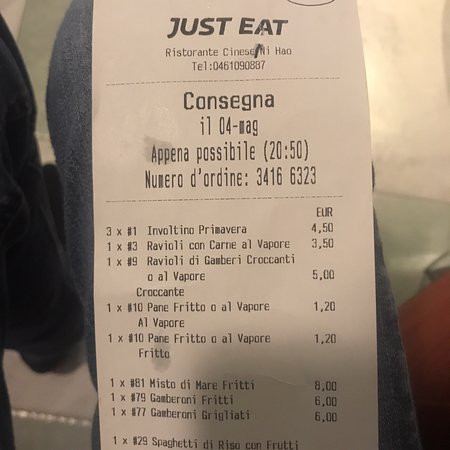 JUST EAT
Ristorante Cinese Ni Hao
Tel:0461090887
Consegna
il 04-mag
Appena possibile (20:50)
Numero d'ordine: 3416 6323
EUR
3 x #1 Involtino Primavera 4,50
1 x #3 Ravioli con Carne al Vapore 3,50
1 x #9 Ravioli di Gamberi Croccanti
o al Vapore 5,00
Croccante
1 x #10 Pane Fritto o al Vapore 1,20
Al Vapore
1 x #10 Pane Fritto o al Vapore 1,20
Fritto
1 x #81 Misto di Mare Fritti 8,00
1 x #79 Gamberoni Fritti 6,00
1 x #77 Gamberoni Grigliati 6,00
1 x #29 Spaghetti di Riso con Frutti